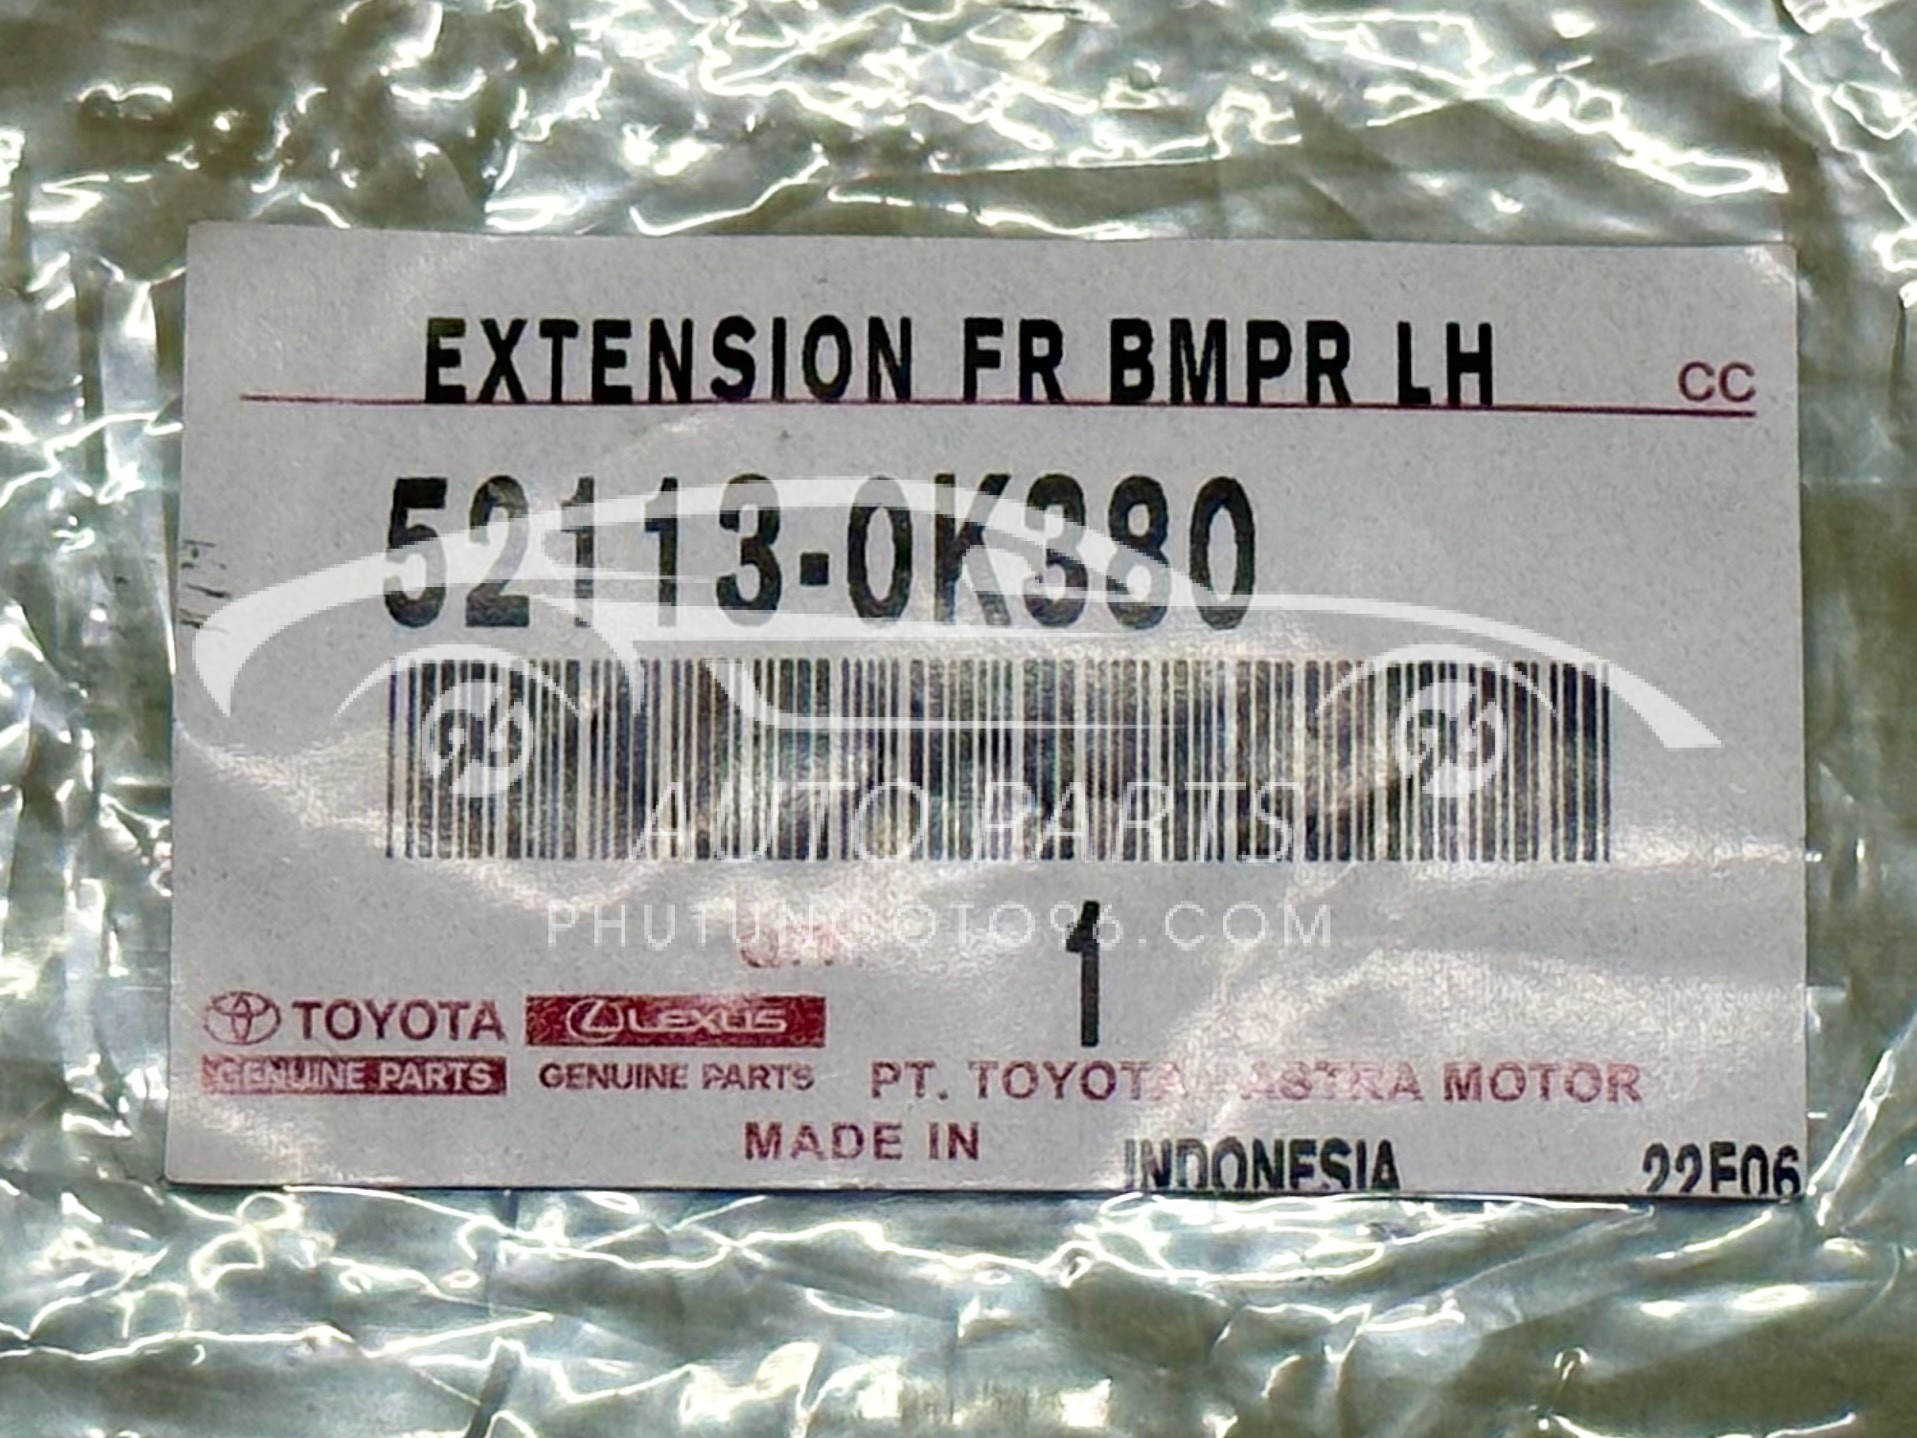 EXTENSION FR BMPR LH
CC
52113-0K380
AUTO PARTS
PHUTUNGOTO96.COM
QTY. 1
TOYOTA LEXUS
GENUINE PARTS GENUINE PARTS PT. TOYOTA - ASTRA MOTOR
MADE IN INDONESIA 22F06